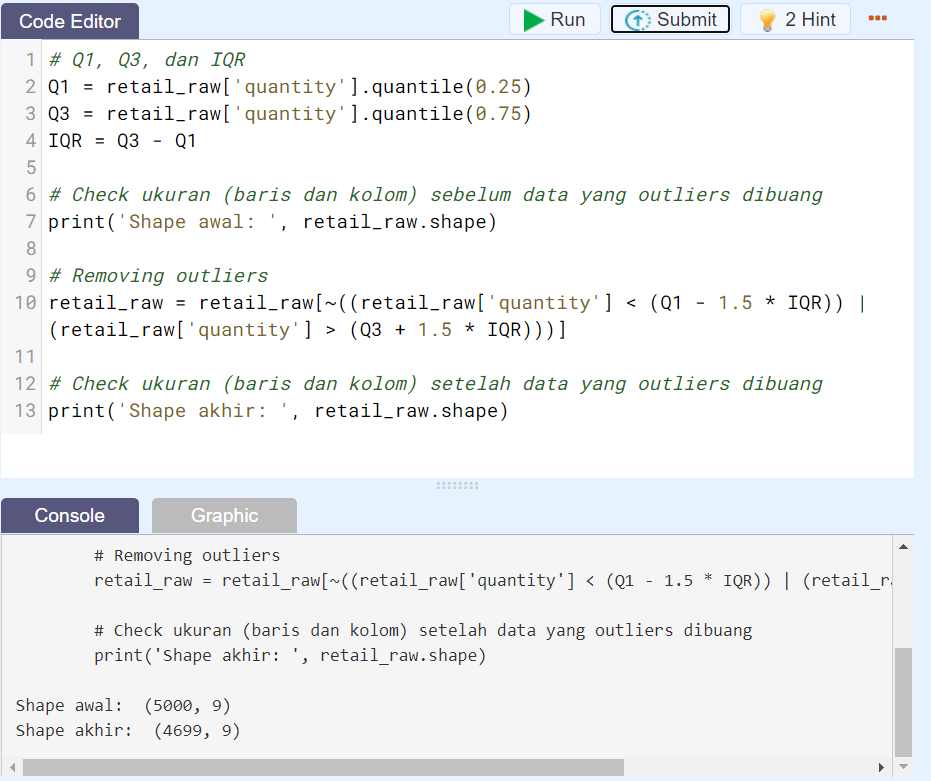 Code Editor
Run
Submit
2 Hint
1 # Q1, Q3, dan IQR
2 Q1 = retail_raw['quantity'].quantile(0.25)
3 Q3 = retail_raw['quantity'].quantile(0.75)
4 IQR = Q3 - Q1
5
6 # Check ukuran (baris dan kolom) sebelum data yang outliers dibuang
7 print('Shape awal: ', retail_raw.shape)
8
9 # Removing outliers
10 retail_raw = retail_raw[~((retail_raw['quantity'] < (Q1 - 1.5 * IQR)) |
(retail_raw['quantity'] > (Q3 + 1.5 * IQR)))]
11
12 # Check ukuran (baris dan kolom) setelah data yang outliers dibuang
13 print('Shape akhir: ', retail_raw.shape)
Console
Graphic
# Removing outliers
retail_raw = retail_raw[~((retail_raw['quantity'] < (Q1 - 1.5 * IQR)) | (retail_r
# Check ukuran (baris dan kolom) setelah data yang outliers dibuang
print('Shape akhir: ', retail_raw.shape)
Shape awal:  (5000, 9)
Shape akhir:  (4699, 9)